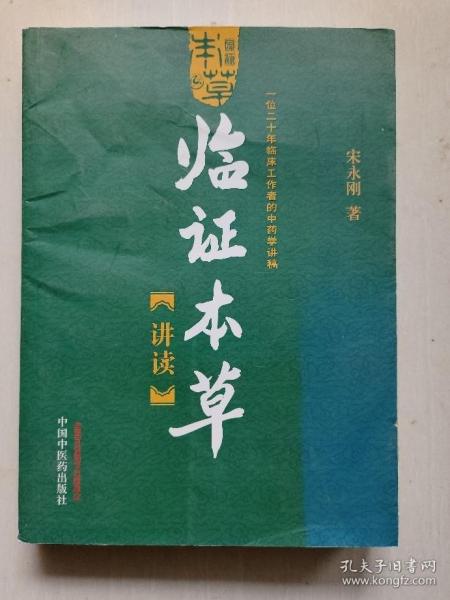 本草
临证本草
【讲读】
一位二十年临床工作者的中药学讲稿
宋永刚 著
中国中医药出版社
孔夫子旧书网
www.kongfz.com